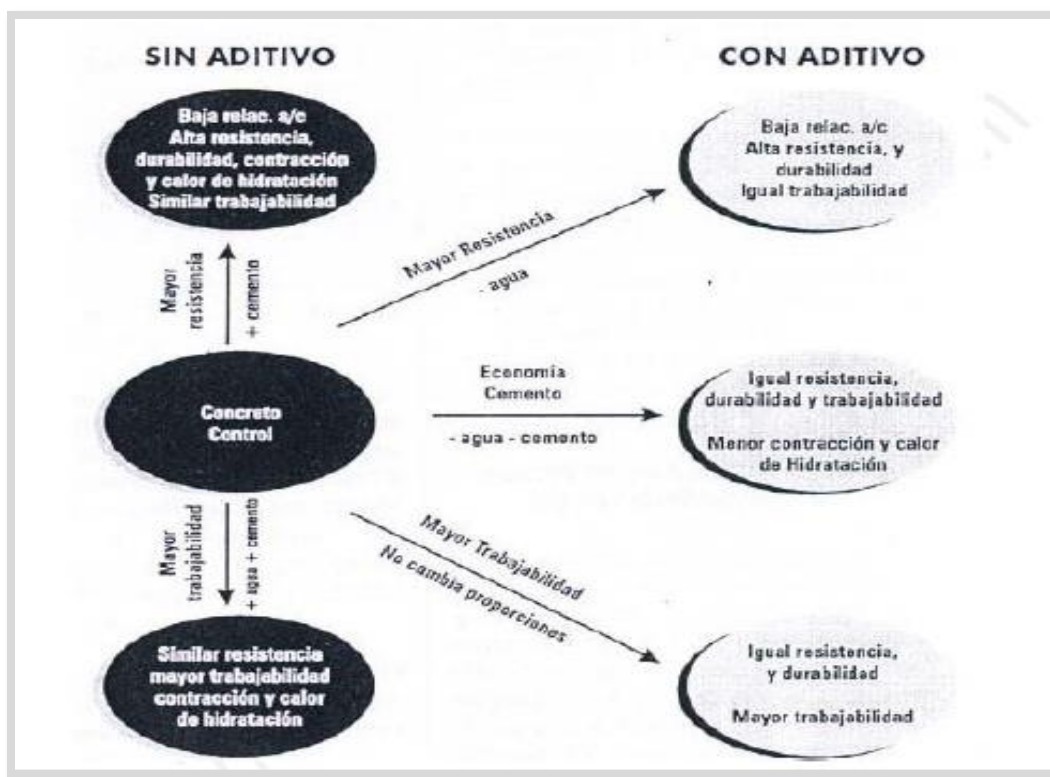 SIN ADITIVO
CON ADITIVO
Baja relac. a/c
Alta resistencia,
durabilidad, contracción
y calor de hidratación
Similar trabajabilidad
Baja relac. a/c
Alta resistencia, y
durabilidad
Igual trabajabilidad
Mayor
resistencia
+ cemento
Mayor Resistencia
- agua
Concreto
Control
Economía
Cemento
- agua - cemento
Igual resistencia,
durabilidad y trabajabilidad
Menor contracción y calor
de Hidratación
Mayor
trabajabilidad
+ agua + cemento
Mayor Trabajabilidad
No cambia proporciones
Similar resistencia
mayor trabajabilidad
contracción y calor
de hidratación
Igual resistencia,
y durabilidad
Mayor trabajabilidad